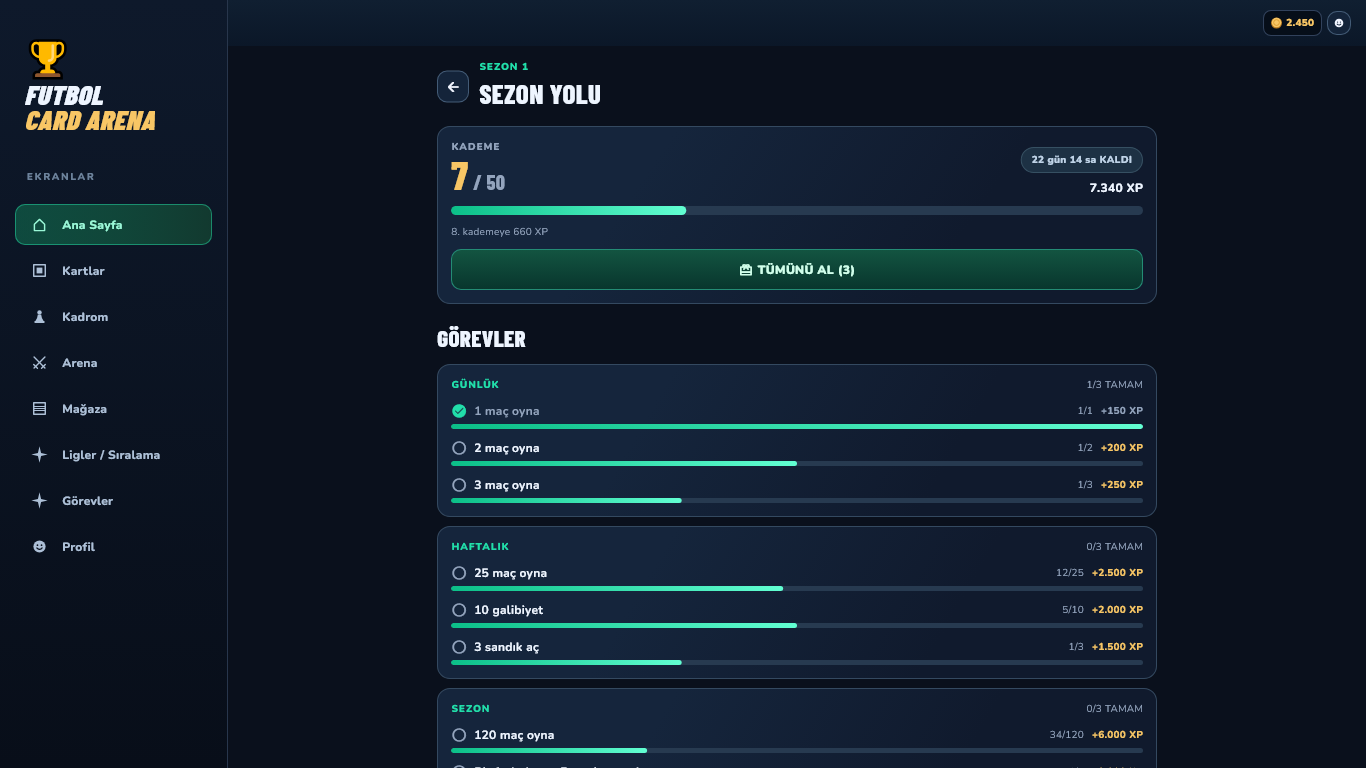 2.450
FUTBOL
CARD ARENA
EKRANLAR
Ana Sayfa
Kartlar
Kadrom
Arena
Mağaza
Ligler / Sıralama
Görevler
Profil
SEZON 1
SEZON YOLU
KADEME
7 / 50
22 gün 14 sa KALDI
7.340 XP
8. kademeye 660 XP
TÜMÜNÜ AL (3)
GÖREVLER
GÜNLÜK 1/3 TAMAM
1 maç oyna 1/1 +150 XP
2 maç oyna 1/2 +200 XP
3 maç oyna 1/3 +250 XP
HAFTALIK 0/3 TAMAM
25 maç oyna 12/25 +2.500 XP
10 galibiyet 5/10 +2.000 XP
3 sandık aç 1/3 +1.500 XP
SEZON 0/3 TAMAM
120 maç oyna 34/120 +6.000 XP